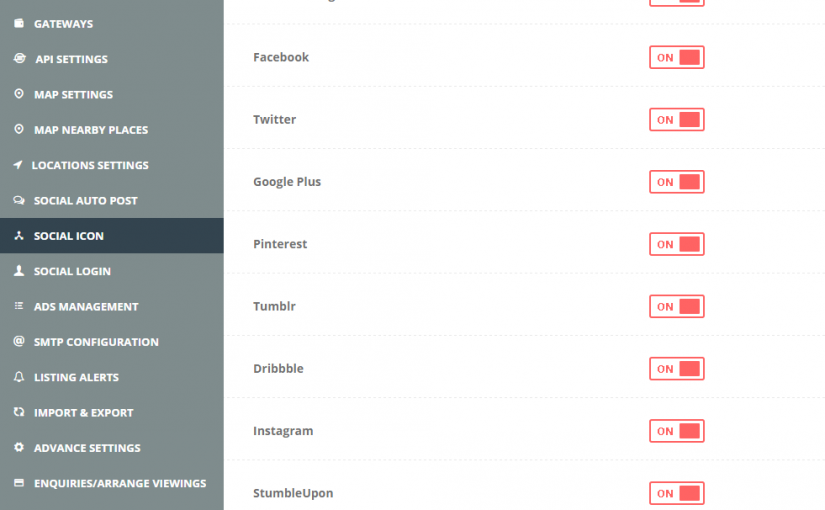 GATEWAYS
API SETTINGS
MAP SETTINGS
MAP NEARBY PLACES
LOCATIONS SETTINGS
SOCIAL AUTO POST
SOCIAL ICON
SOCIAL LOGIN
ADS MANAGEMENT
SMTP CONFIGURATION
LISTING ALERTS
IMPORT & EXPORT
ADVANCE SETTINGS
ENQUIRIES/ARRANGE VIEWINGS
Facebook ON
Twitter ON
Google Plus ON
Pinterest ON
Tumblr ON
Dribbble ON
Instagram ON
StumbleUpon ON